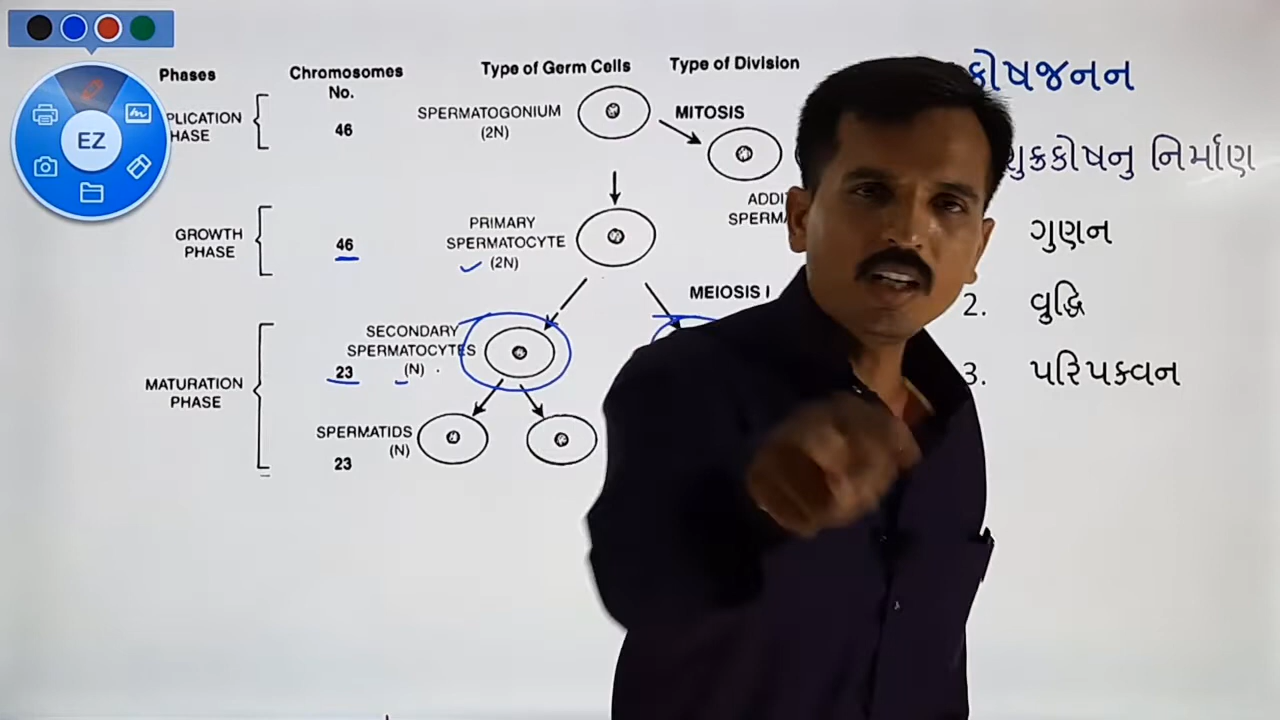 EZ
Phases
Chromosomes
No.
Type of Germ Cells
Type of Division
PLICATION
HASE
46
SPERMATOGONIUM
(2N)
MITOSIS
ADDI
SPERMA
GROWTH
PHASE
46
PRIMARY
SPERMATOCYTE
(2N)
MEIOSIS I
MATURATION
PHASE
SECONDARY
SPERMATOCYTES
23
(N)
SPERMATIDS
(N)
23
કોષજનન
શુક્રકોષનુ નિર્માણ
ગુણન
2. વૃદ્ધિ
3. પરિપક્વન